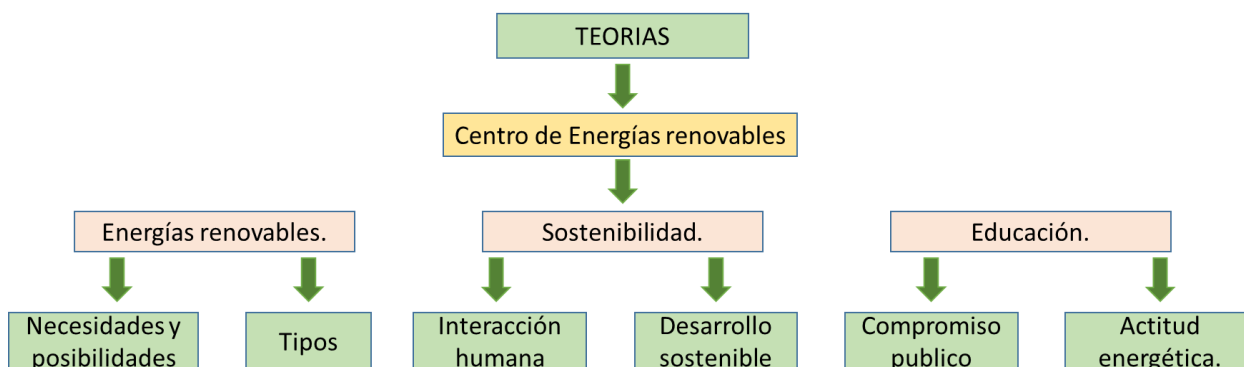 TEORIAS
Centro de Energías renovables
Energías renovables.
Sostenibilidad.
Educación.
Necesidades y
posibilidades
Tipos
Interacción
humana
Desarrollo
sostenible
Compromiso
publico
Actitud
energética.